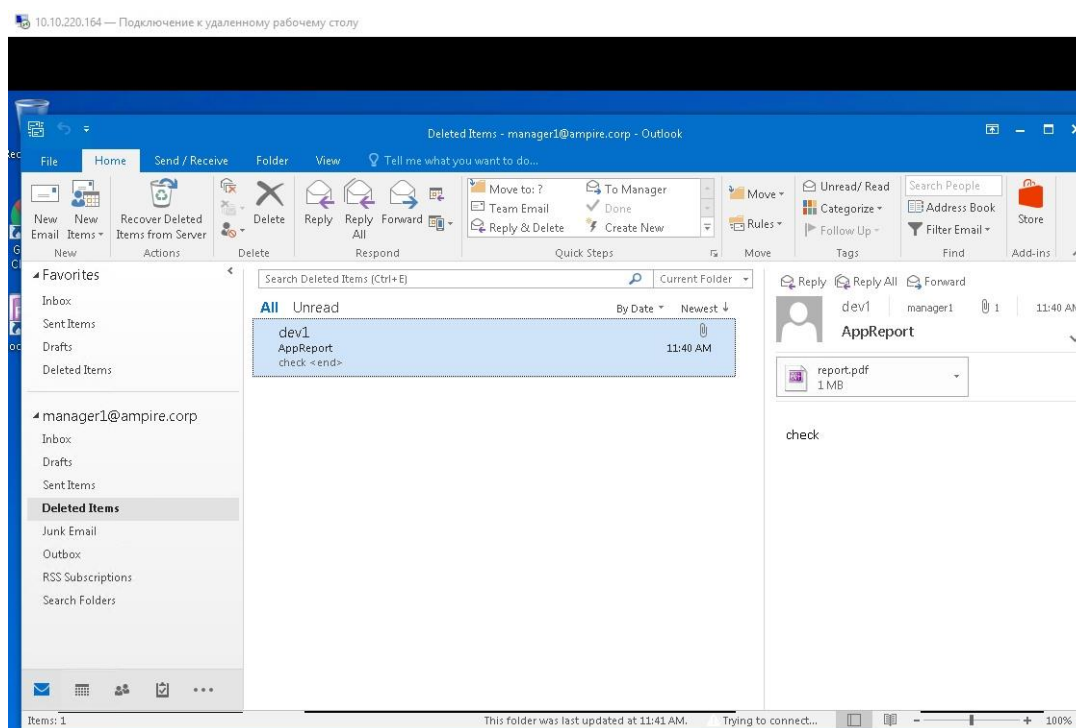 10.10.220.164 — Подключение к удаленному рабочему столу
Deleted Items - manager1@ampire.corp - Outlook
File Home Send / Receive Folder View Tell me what you want to do...
New Email
New Items
Recover Deleted Items from Server
Delete
Reply
Reply All
Forward
Move to: ?
To Manager
Team Email
Done
Reply & Delete
Create New
Move
Rules
Unread/ Read
Categorize
Follow Up
Search People
Address Book
Filter Email
Store
New Actions Delete Respond Quick Steps Move Tags Find Add-ins
Favorites
Inbox
Sent Items
Drafts
Deleted Items
manager1@ampire.corp
Inbox
Drafts
Sent Items
Deleted Items
Junk Email
Outbox
RSS Subscriptions
Search Folders
Search Deleted Items (Ctrl+E) Current Folder
All Unread By Date Newest
dev1
AppReport 11:40 AM
check <end>
Reply Reply All Forward
dev1 manager1 1 11:40 AM
AppReport
report.pdf
1 MB
check
Items: 1 This folder was last updated at 11:41 AM. Trying to connect... 100%